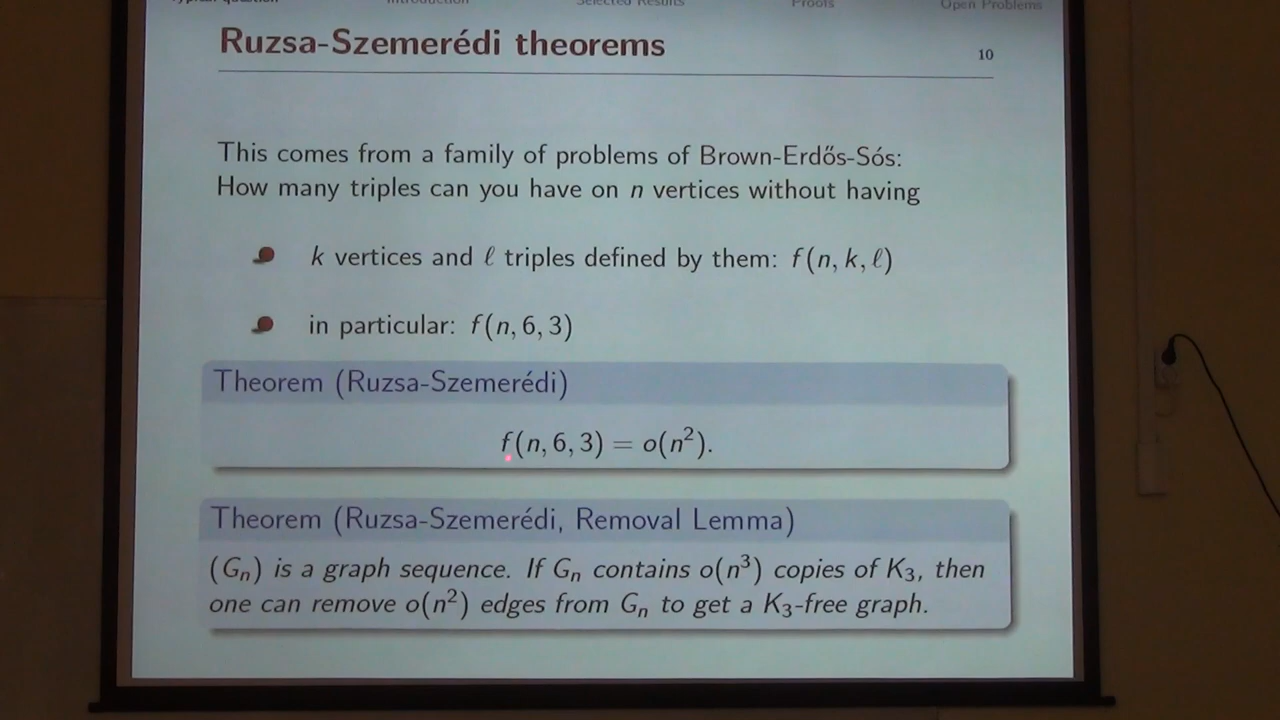 Typical question Introduction Selected Results Proofs Open Problems
Ruzsa-Szemerédi theorems
10
This comes from a family of problems of Brown-Erdős-Sós:
How many triples can you have on n vertices without having
k vertices and ℓ triples defined by them: f(n, k, ℓ)
in particular: f(n, 6, 3)
Theorem (Ruzsa-Szemerédi)
f(n, 6, 3) = o(n²).
Theorem (Ruzsa-Szemerédi, Removal Lemma)
(Gₙ) is a graph sequence. If Gₙ contains o(n³) copies of K₃, then
one can remove o(n²) edges from Gₙ to get a K₃-free graph.